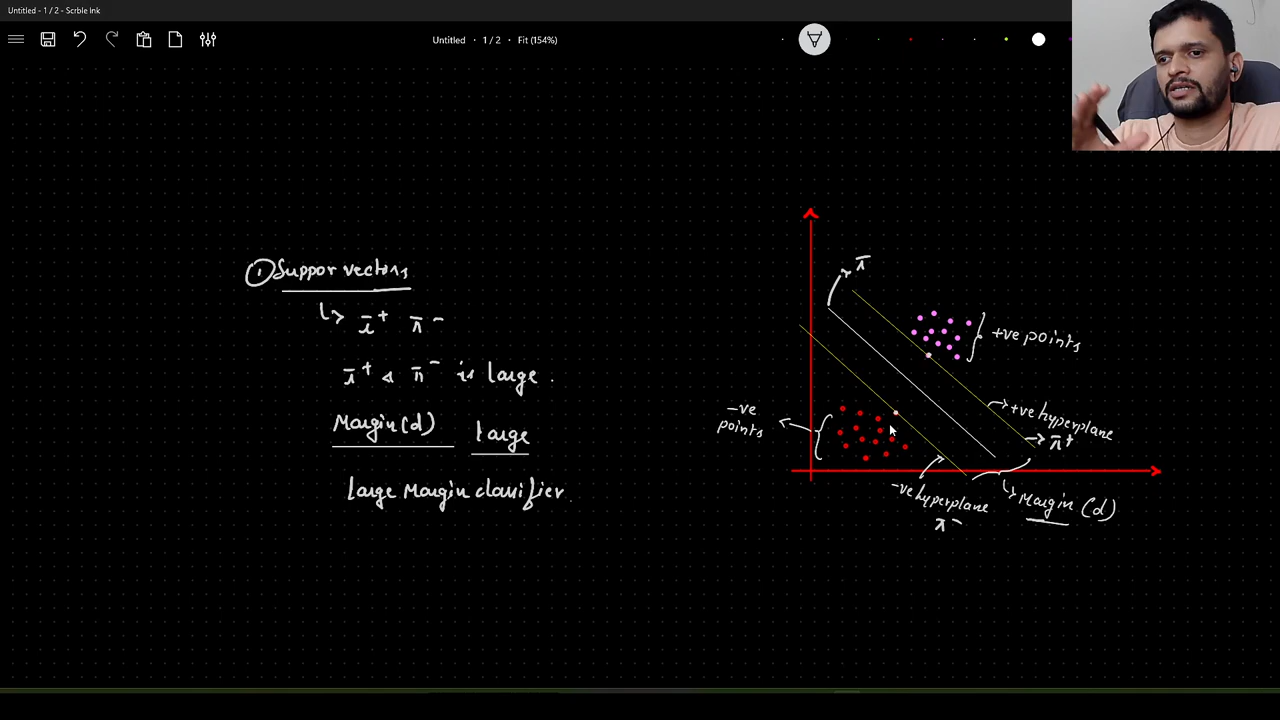 Untitled - 1 / 2 - Scrble Ink
Untitled · 1 / 2 · Fit (154%)
① Suppor vectors
↳ π⁺ π⁻
π⁺ & π⁻ is large .
Margin(d) large
large Margin clanifier.
π
+ve points
-ve
points
+ve hyperplane
π⁺
-ve hyperplane
π⁻
Margin (d)